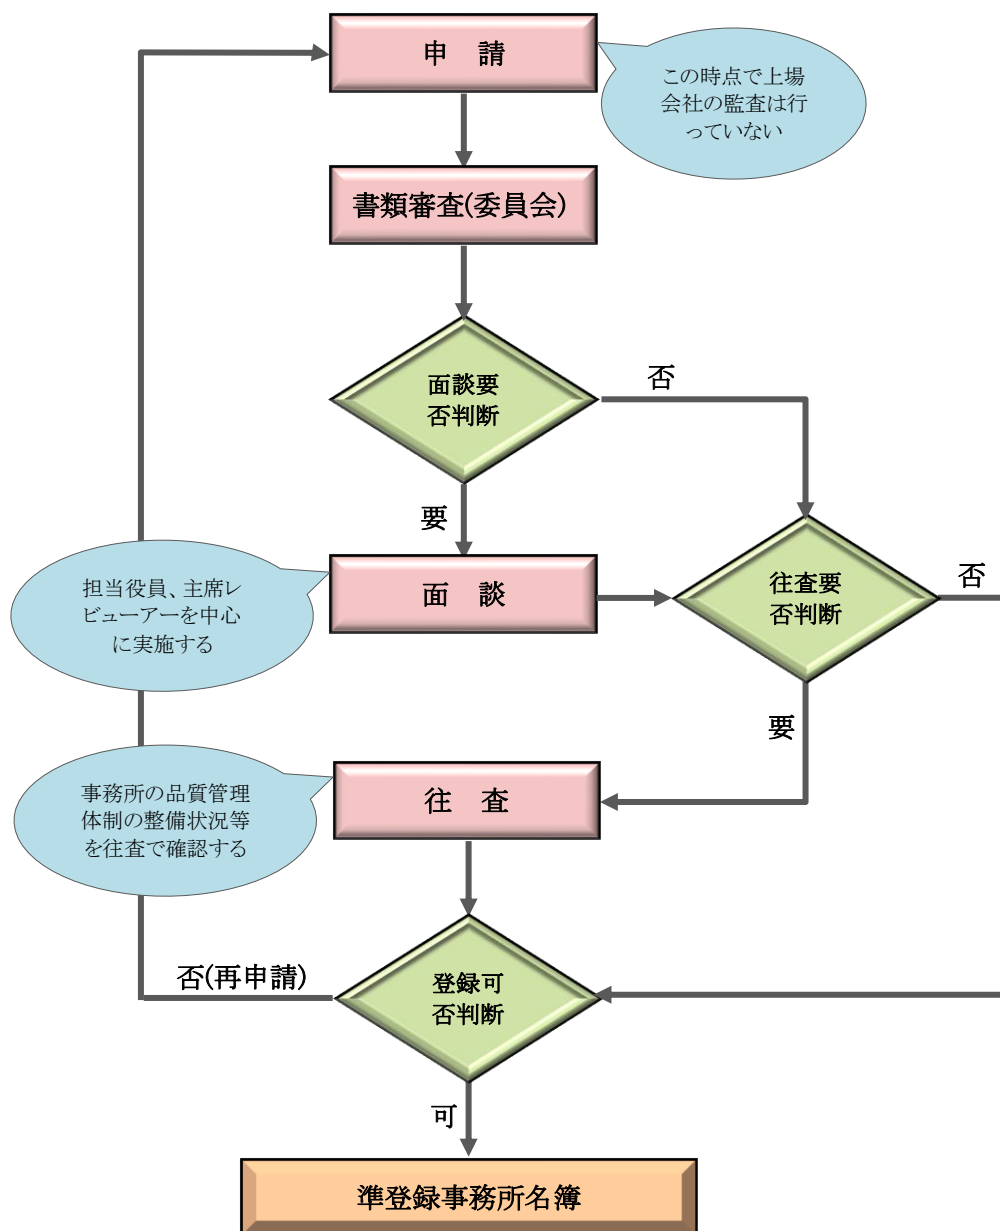 申　請
この時点で上場
会社の監査は行
っていない
書類審査(委員会)
面談要
否判断
否
要
面　談
担当役員、主席レ
ビューアーを中心
に実施する
往査要
否判断
否
要
往　査
事務所の品質管理
体制の整備状況等
を往査で確認する
登録可
否判断
否(再申請)
可
準登録事務所名簿